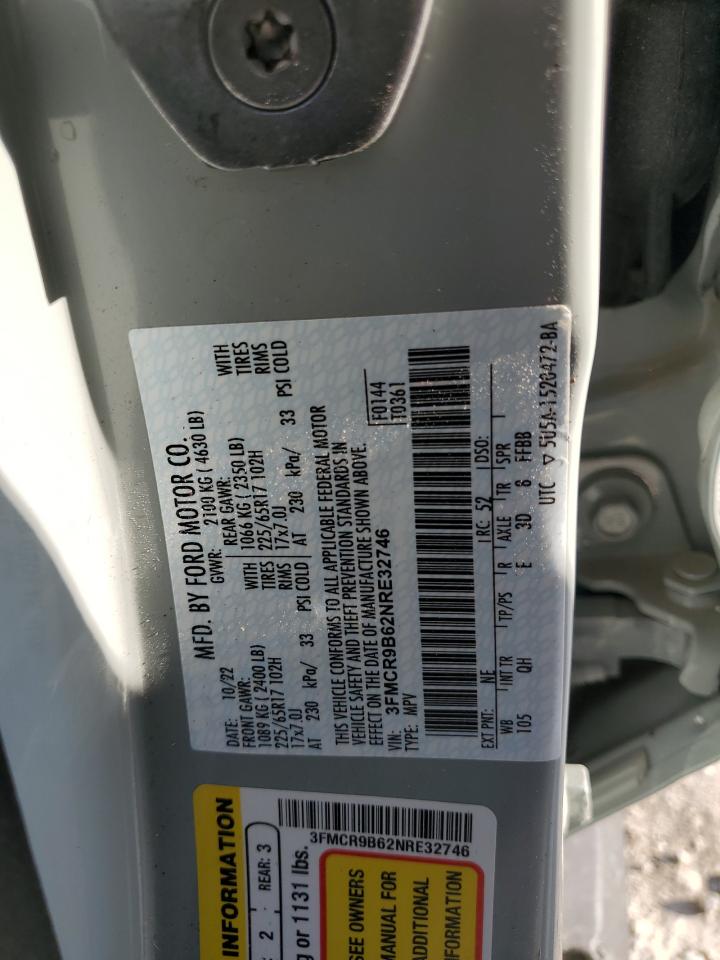 MFD. BY FORD MOTOR CO.
DATE: 10/22 GVWR: 2100 KG ( 4630 LB)
FRONT GAWR: WITH REAR GAWR: WITH
1089 KG ( 2400 LB) TIRES 1066 KG ( 2350 LB) TIRES
225/65R17 102H RIMS 225/65R17 102H RIMS
17x7.0J PSI COLD 17x7.0J PSI COLD
AT 230 kPa/ 33 AT 230 kPa/ 33
THIS VEHICLE CONFORMS TO ALL APPLICABLE FEDERAL MOTOR
VEHICLE SAFETY AND THEFT PREVENTION STANDARDS IN
EFFECT ON THE DATE OF MANUFACTURE SHOWN ABOVE.
VIN: 3FMCR9B62NRE32746 F0144
TYPE: MPV T0361
EXT PNT: NE RC: 52 DSO:
WB INT TR TP/PS R AXLE TR SPR
105 QH E 3D 8 FFBB
UTC ▽ 5U5A-1520472-BA
INFORMATION
2 REAR: 3
or 1131 lbs.
3FMCR9B62NRE32746
SEE OWNERS
MANUAL FOR
ADDITIONAL
INFORMATION